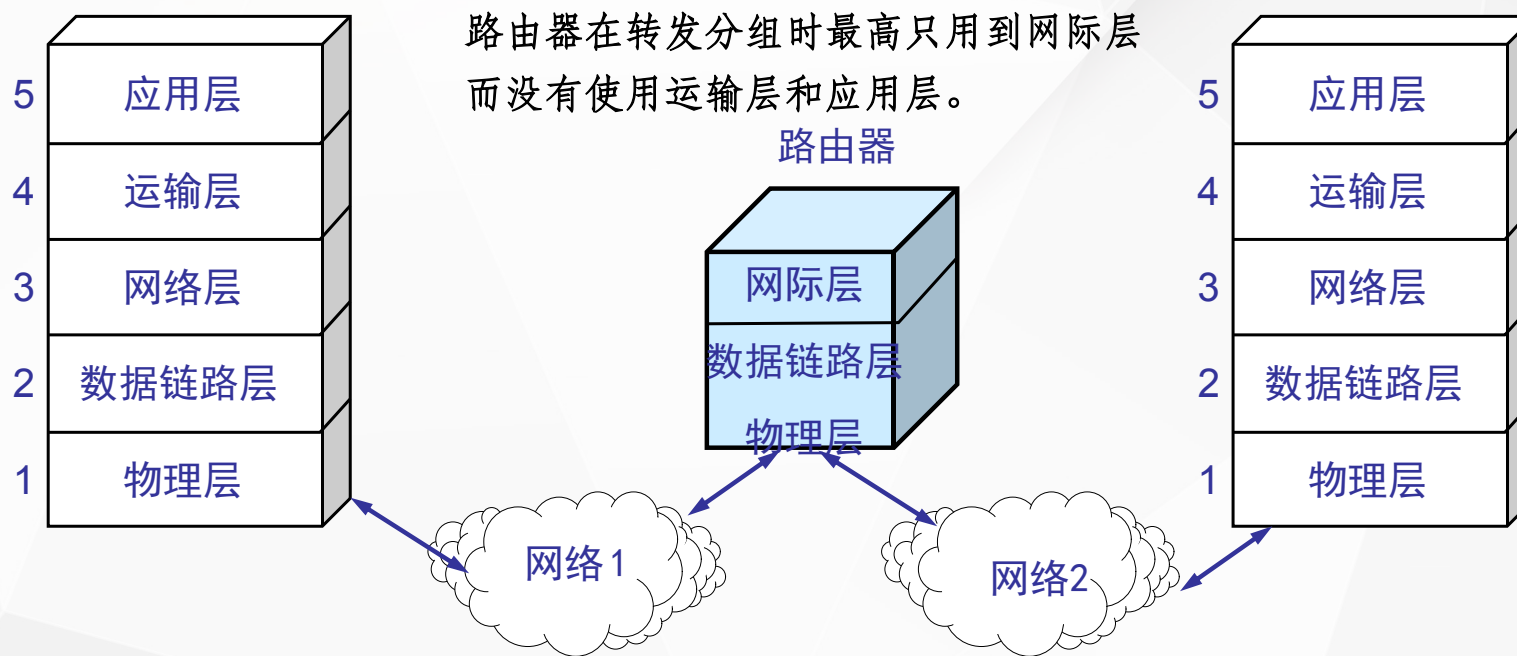 路由器在转发分组时最高只用到网际层
而没有使用运输层和应用层。
5 应用层
4 运输层
3 网络层
2 数据链路层
1 物理层
路由器
网际层
数据链路层
物理层
网络1
网络2
5 应用层
4 运输层
3 网络层
2 数据链路层
1 物理层